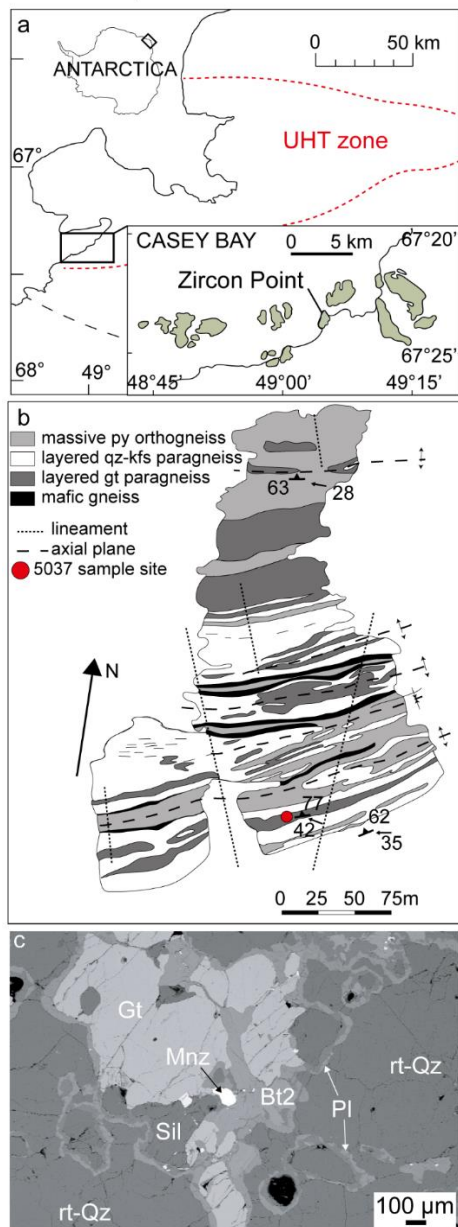 a
ANTARCTICA
0 50 km
UHT zone
67°
CASEY BAY
0 5 km
67°20'
Zircon Point
67°25'
68°
49°
48°45'
49°00'
49°15'
b
massive py orthogneiss
layered qz-kfs paragneiss
layered gt paragneiss
mafic gneiss
lineament
axial plane
5037 sample site
63
28
N
77
42
62
35
0 25 50 75m
c
Gt
Mnz
Bt2
rt-Qz
Sil
Pl
rt-Qz
100 µm